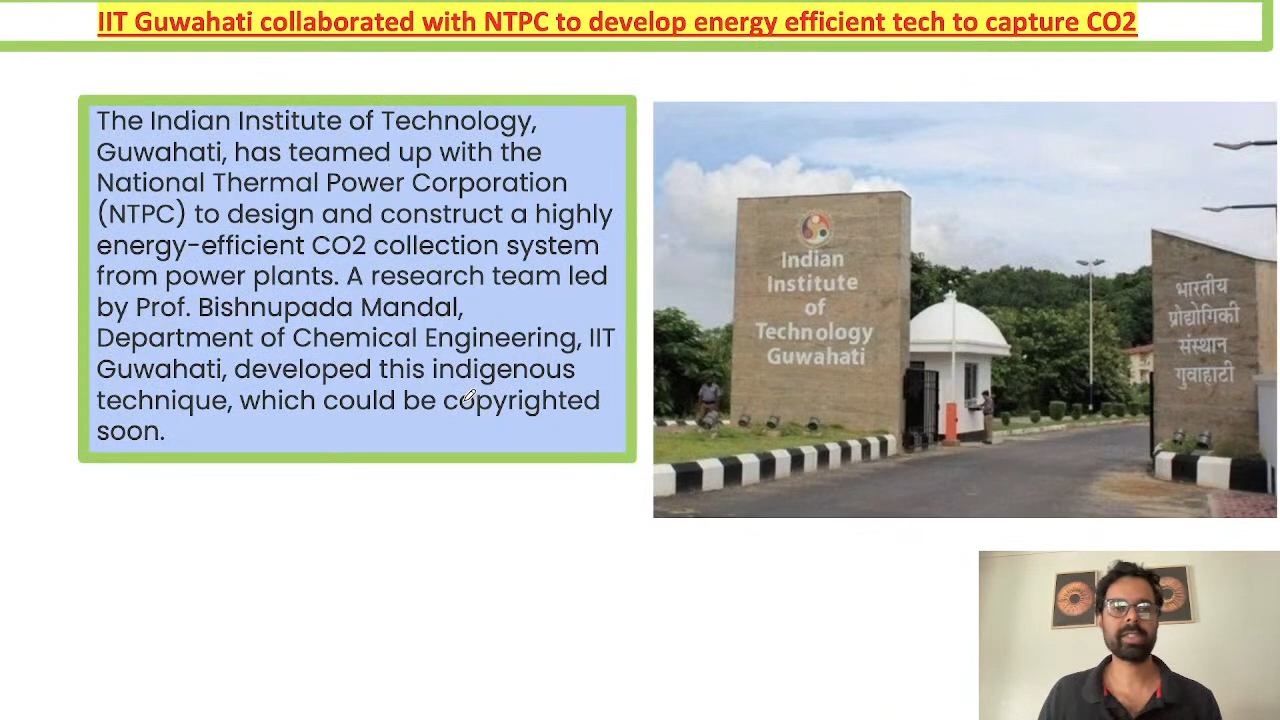 IIT Guwahati collaborated with NTPC to develop energy efficient tech to capture CO2
The Indian Institute of Technology,
Guwahati, has teamed up with the
National Thermal Power Corporation
(NTPC) to design and construct a highly
energy-efficient CO2 collection system
from power plants. A research team led
by Prof. Bishnupada Mandal,
Department of Chemical Engineering, IIT
Guwahati, developed this indigenous
technique, which could be copyrighted
soon.
Indian
Institute
of
Technology
Guwahati
भारतीय
प्रौद्योगिकी
संस्थान
गुवाहाटी